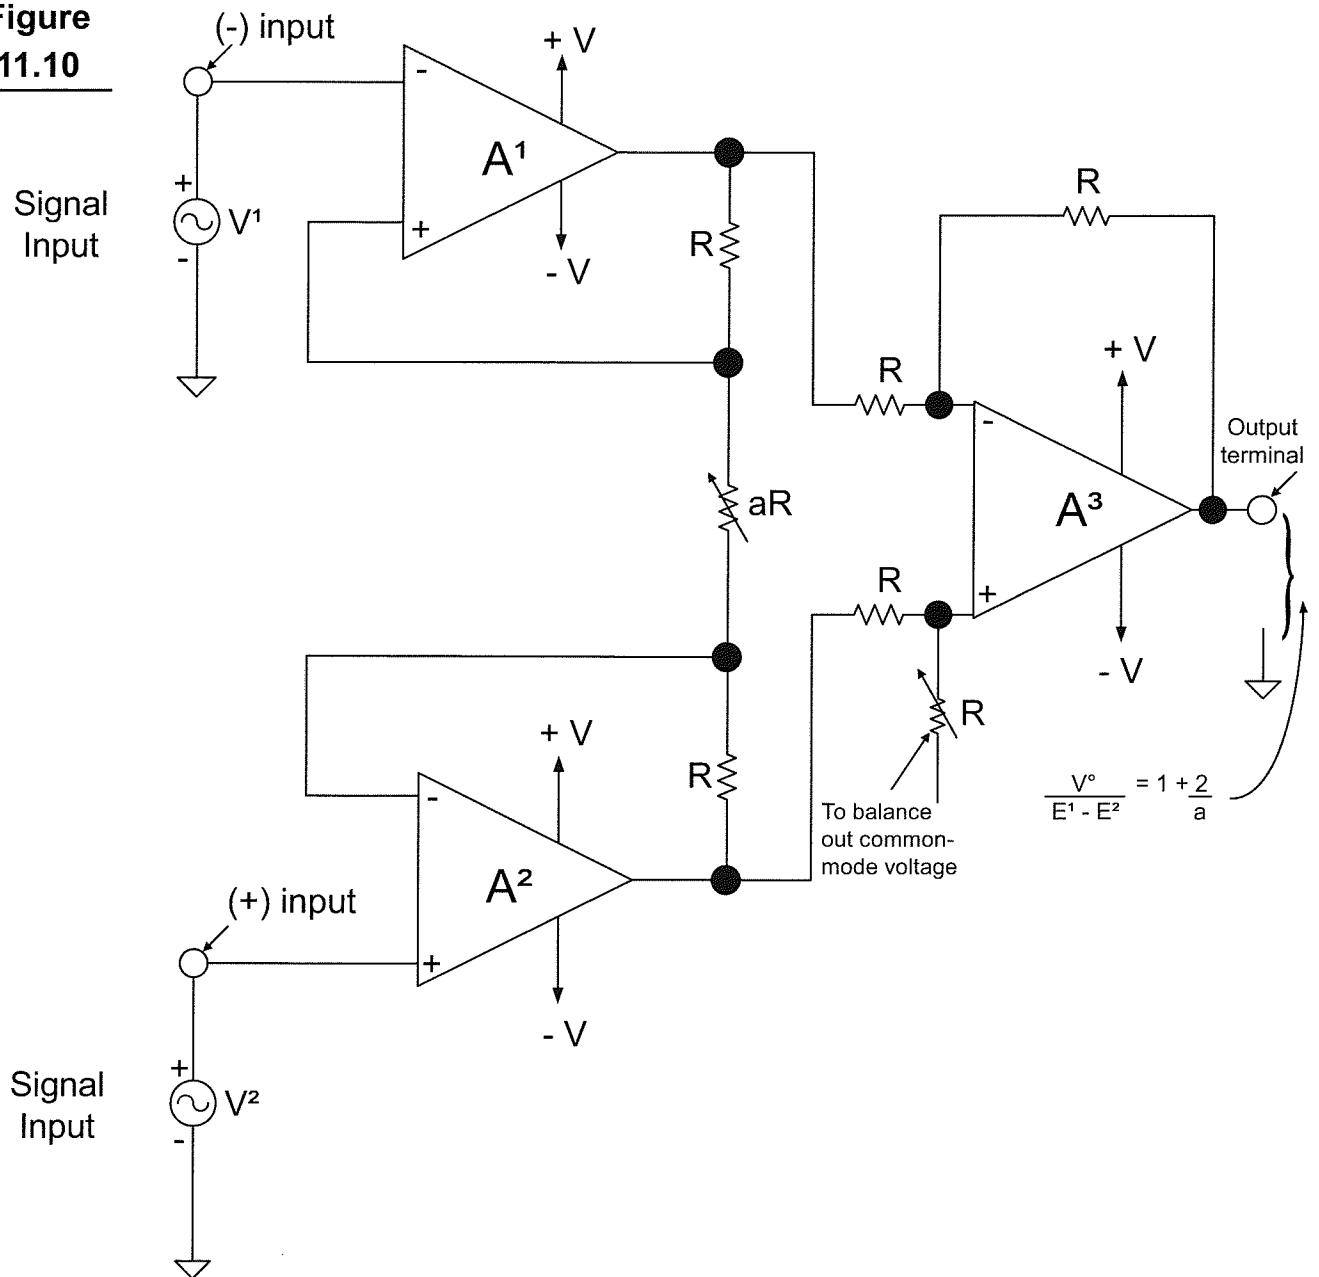 Figure
11.10
(-) input
+ V
-
A¹
+
- V
Signal
Input
+
V¹
-
R
R
R
+ V
-
A³
+
- V
Output
terminal
aR
R
R
To balance
out common-
mode voltage
V° = 1 + 2
E¹ - E² a
+ V
R
-
A²
+
- V
(+) input
Signal
Input
+
V²
-